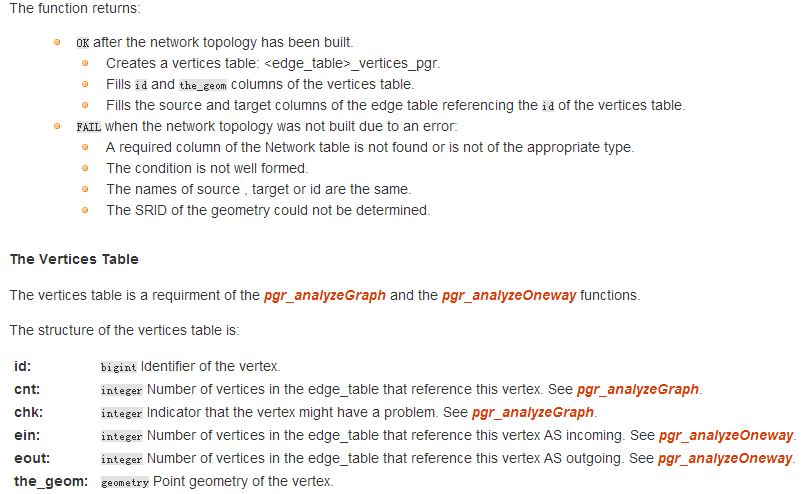 The function returns:
OK after the network topology has been built.
Creates a vertices table: <edge_table>_vertices_pgr.
Fills id and the_geom columns of the vertices table.
Fills the source and target columns of the edge table referencing the id of the vertices table.
FAIL when the network topology was not built due to an error:
A required column of the Network table is not found or is not of the appropriate type.
The condition is not well formed.
The names of source , target or id are the same.
The SRID of the geometry could not be determined.
The Vertices Table
The vertices table is a requirment of the pgr_analyzeGraph and the pgr_analyzeOneway functions.
The structure of the vertices table is:
id: bigint Identifier of the vertex.
cnt: integer Number of vertices in the edge_table that reference this vertex. See pgr_analyzeGraph.
chk: integer Indicator that the vertex might have a problem. See pgr_analyzeGraph.
ein: integer Number of vertices in the edge_table that reference this vertex AS incoming. See pgr_analyzeOneway.
eout: integer Number of vertices in the edge_table that reference this vertex AS outgoing. See pgr_analyzeOneway.
the_geom: geometry Point geometry of the vertex.